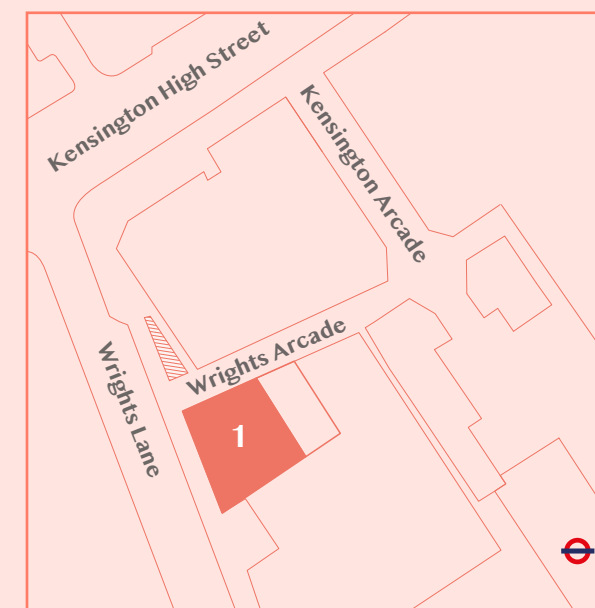 Kensington High Street
Kensington Arcade
Wrights Arcade
Wrights Lane
1